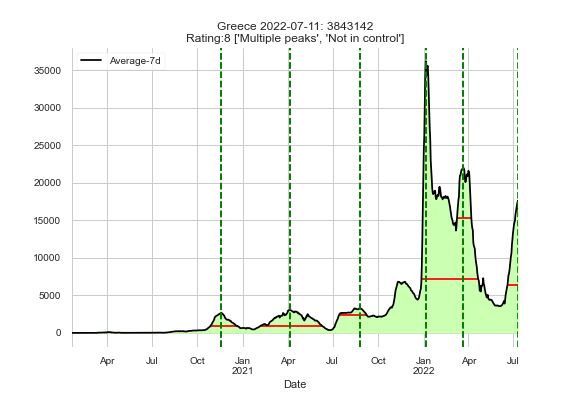 Greece 2022-07-11: 3843142
Rating:8 ['Multiple peaks', 'Not in control']
Average-7d
35000
30000
25000
20000
15000
10000
5000
0
Apr Jul Oct Jan Apr Jul Oct Jan Apr Jul
2021 2022
Date